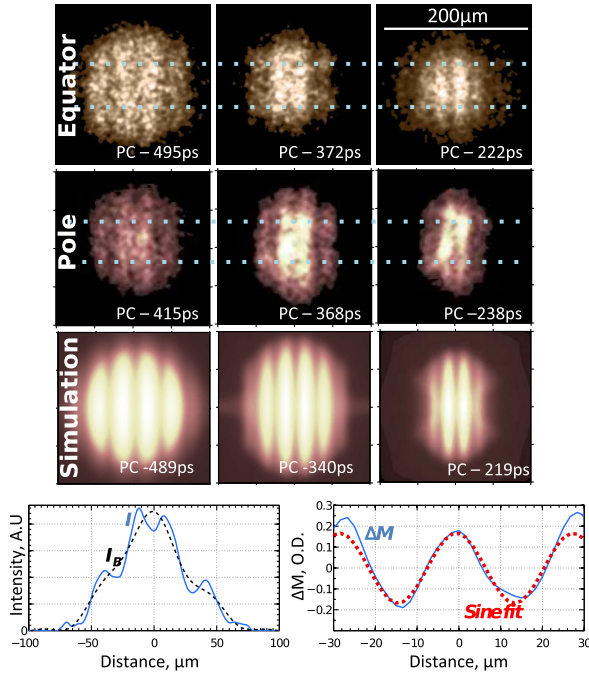 Equator
200µm
PC – 495ps
PC – 372ps
PC – 222ps
Pole
PC – 415ps
PC – 368ps
PC –238ps
Simulation
PC -489ps
PC -340ps
PC – 219ps
Intensity, A.U
I
I_B
0
−100
−50
0
50
100
Distance, µm
ΔM, O.D.
0.3
0.2
0.1
0
−0.1
−0.2
ΔM
Sine fit
−30
−20
−10
0
10
20
30
Distance, µm